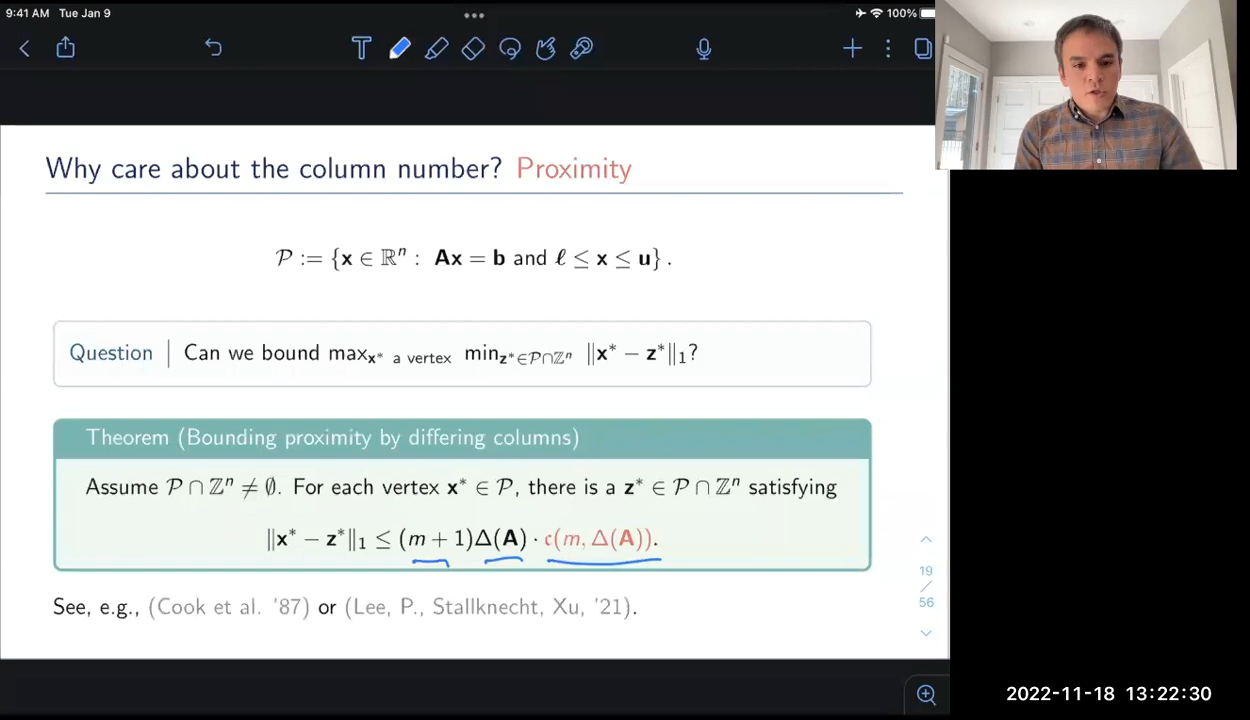 9:41 AM Tue Jan 9
100%
Why care about the column number? Proximity
𝒫 := {x ∈ ℝⁿ : Ax = b and ℓ ≤ x ≤ u} .
Question | Can we bound max_{x* a vertex} min_{z*∈𝒫∩ℤⁿ} ‖x* − z*‖₁?
Theorem (Bounding proximity by differing columns)
Assume 𝒫 ∩ ℤⁿ ≠ ∅. For each vertex x* ∈ 𝒫, there is a z* ∈ 𝒫 ∩ ℤⁿ satisfying
‖x* − z*‖₁ ≤ (m + 1)Δ(A) · c(m, Δ(A)).
See, e.g., (Cook et al. '87) or (Lee, P., Stallknecht, Xu, '21).
19
/
56
2022-11-18 13:22:30